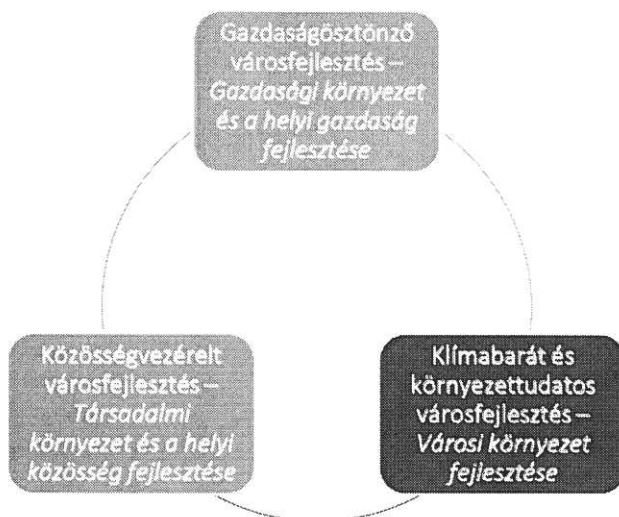 Gazdaságösztönző
városfejlesztés –
Gazdasági környezet
és a helyi gazdaság
fejlesztése
Közösségvezérelt
városfejlesztés –
Társadalmi
környezet és a helyi
közösség fejlesztése
Klímabarát és
környezettudatos
városfejlesztés –
Városi környezet
fejlesztése